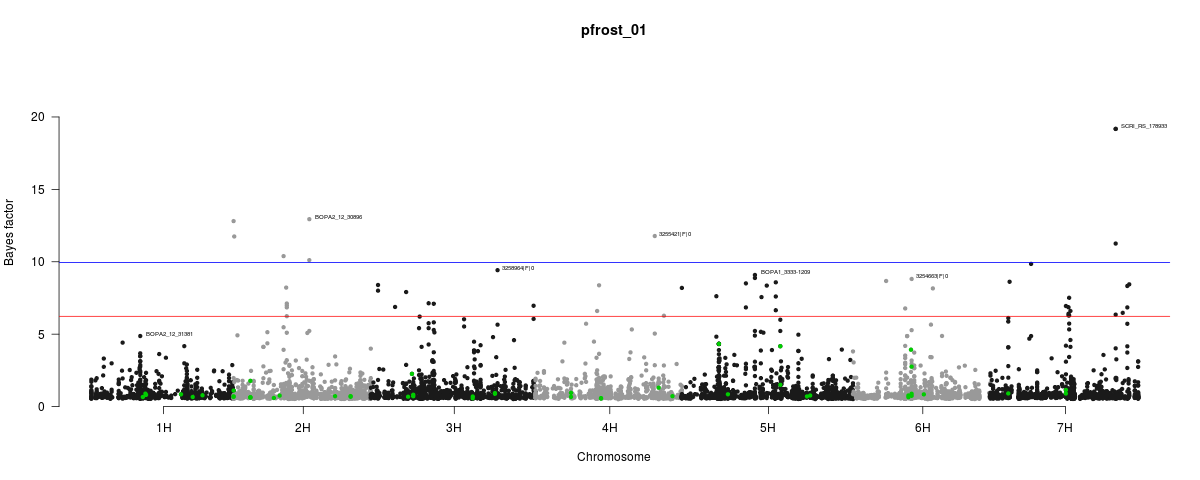 pfrost_01
20
SCRI_RS_178933
15
BOPA2_12_30896
3255421|F|0
10
3258964|F|0
BOPA1_3333-1209
3254663|F|0
BOPA2_12_31381
5
0
Bayes factor
1H 2H 3H 4H 5H 6H 7H
Chromosome